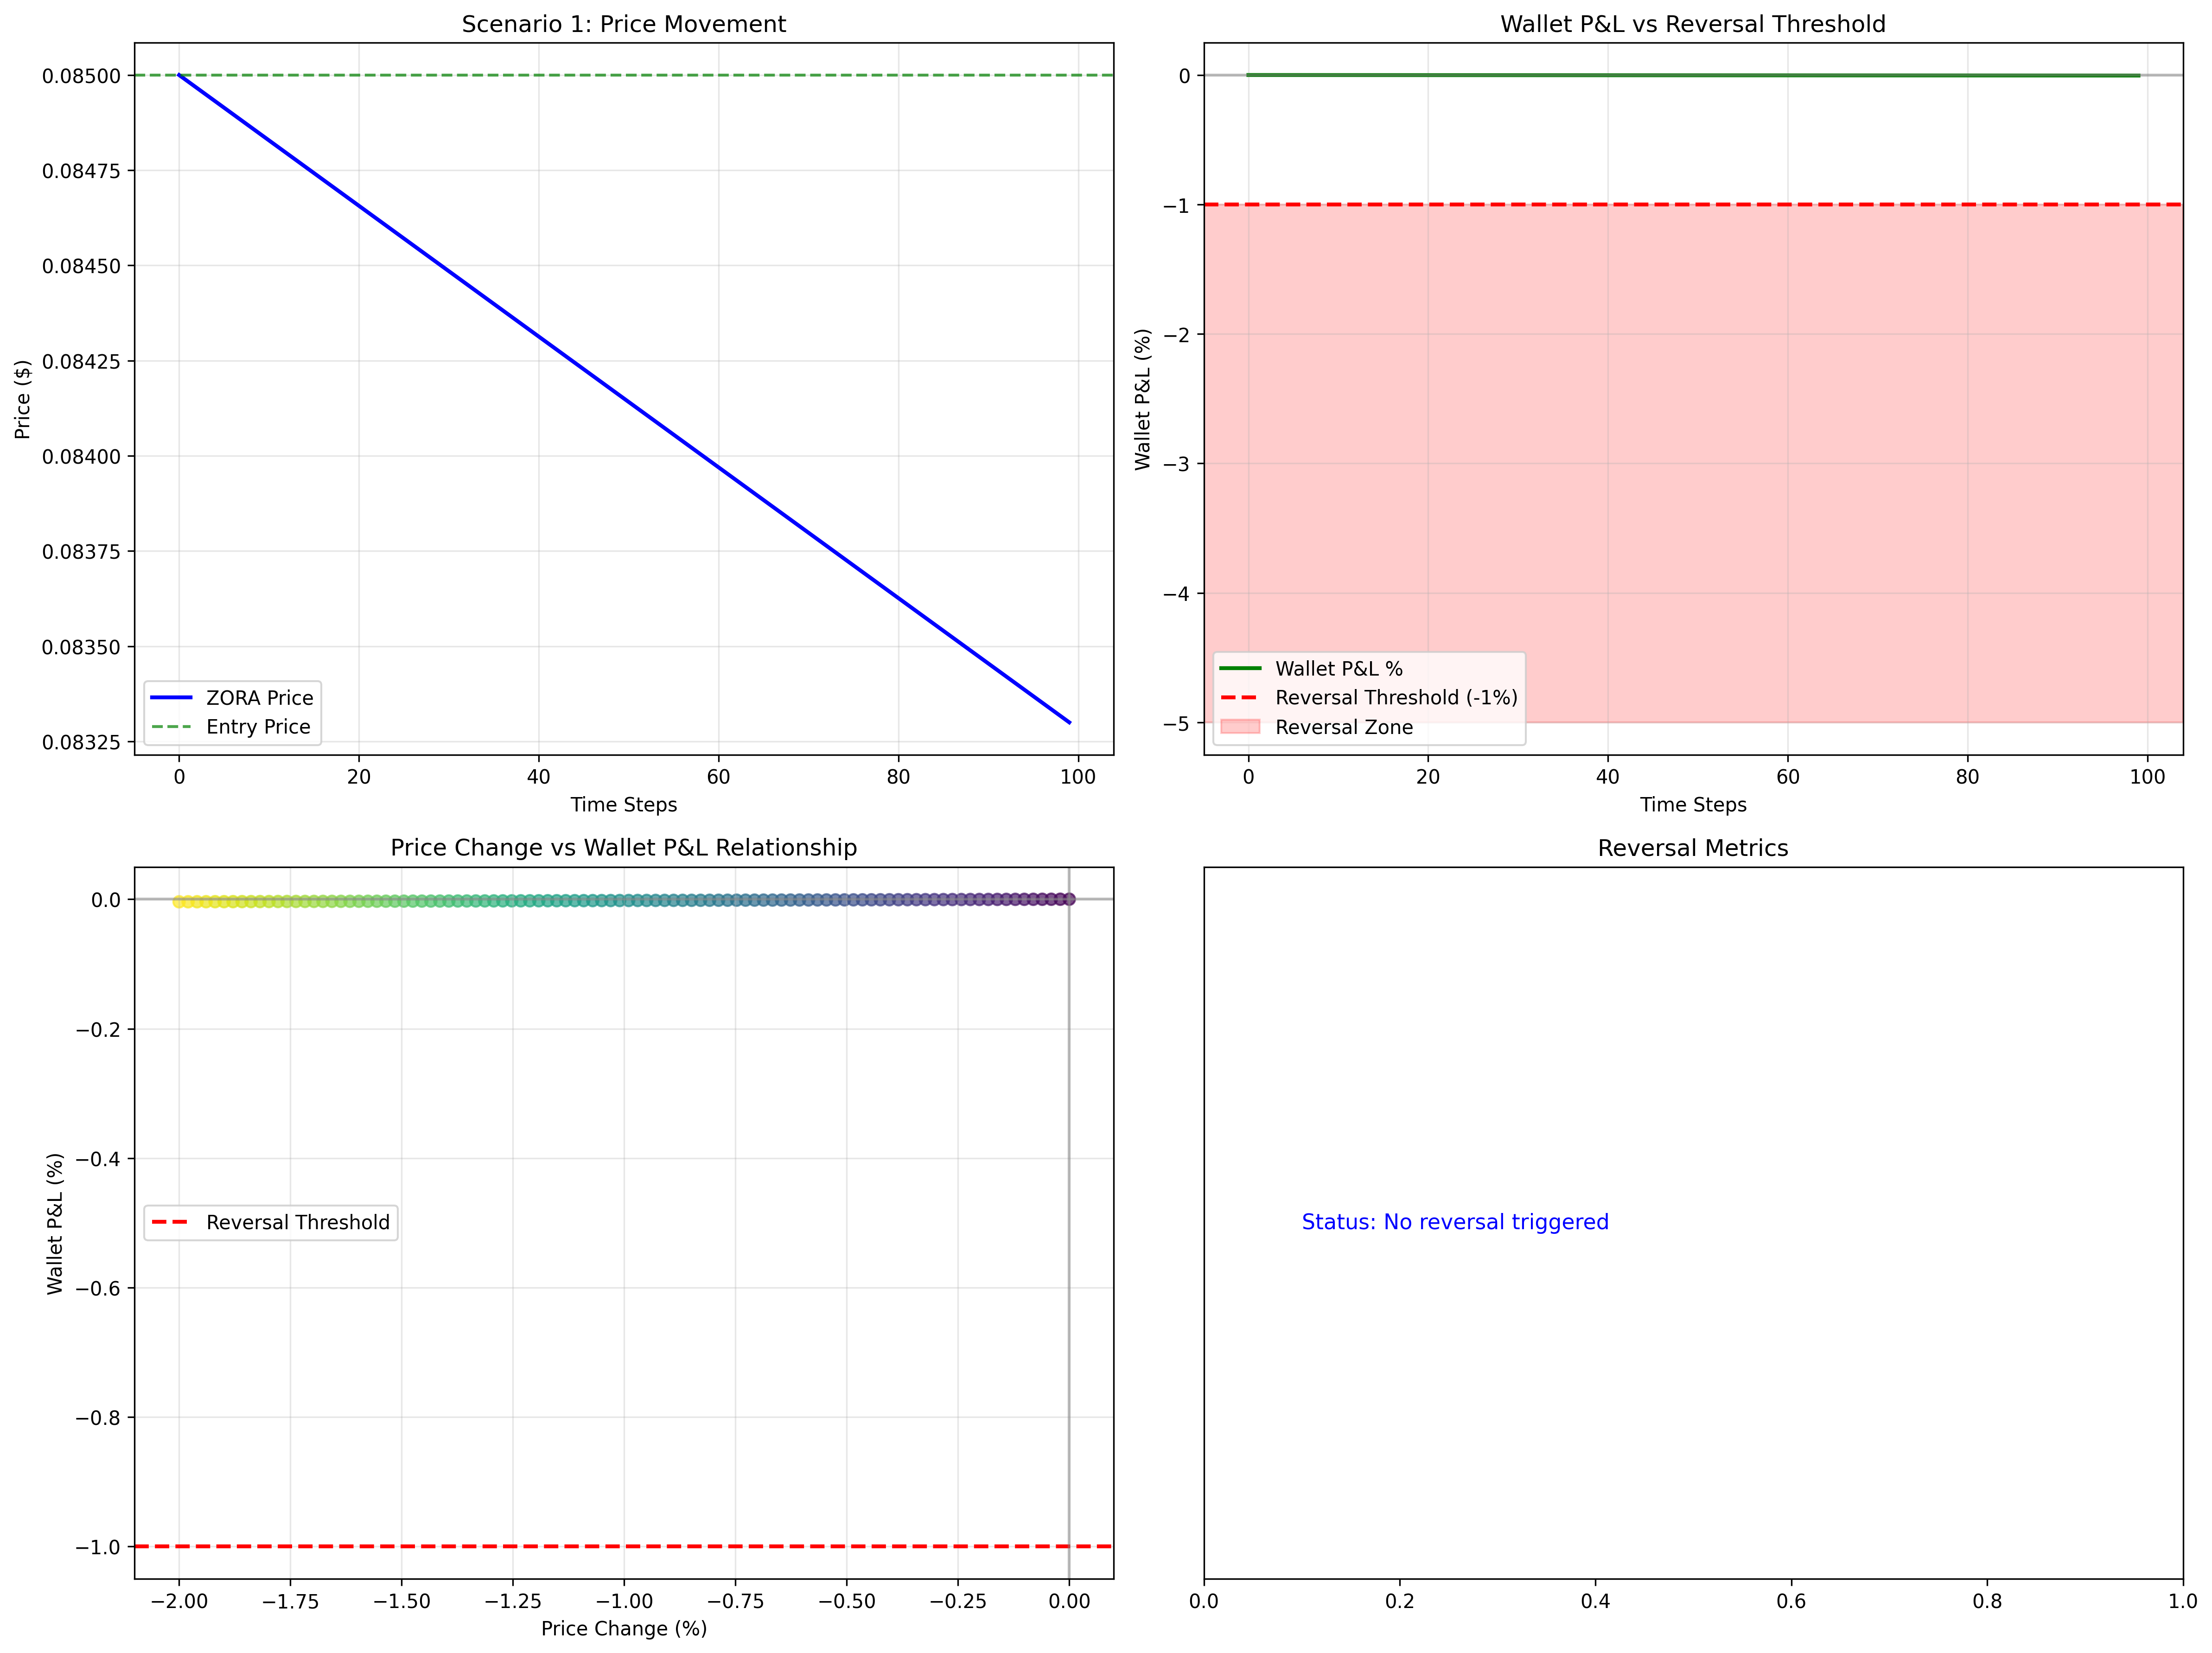 Scenario 1: Price Movement
Price ($)
0.08500
0.08475
0.08450
0.08425
0.08400
0.08375
0.08350
0.08325
ZORA Price
Entry Price
0 20 40 60 80 100
Time Steps
Wallet P&L vs Reversal Threshold
Wallet P&L (%)
0
−1
−2
−3
−4
−5
Wallet P&L %
Reversal Threshold (-1%)
Reversal Zone
0 20 40 60 80 100
Time Steps
Price Change vs Wallet P&L Relationship
Wallet P&L (%)
0.0
−0.2
−0.4
−0.6
−0.8
−1.0
Reversal Threshold
−2.00 −1.75 −1.50 −1.25 −1.00 −0.75 −0.50 −0.25 0.00
Price Change (%)
Reversal Metrics
Status: No reversal triggered
0.0 0.2 0.4 0.6 0.8 1.0